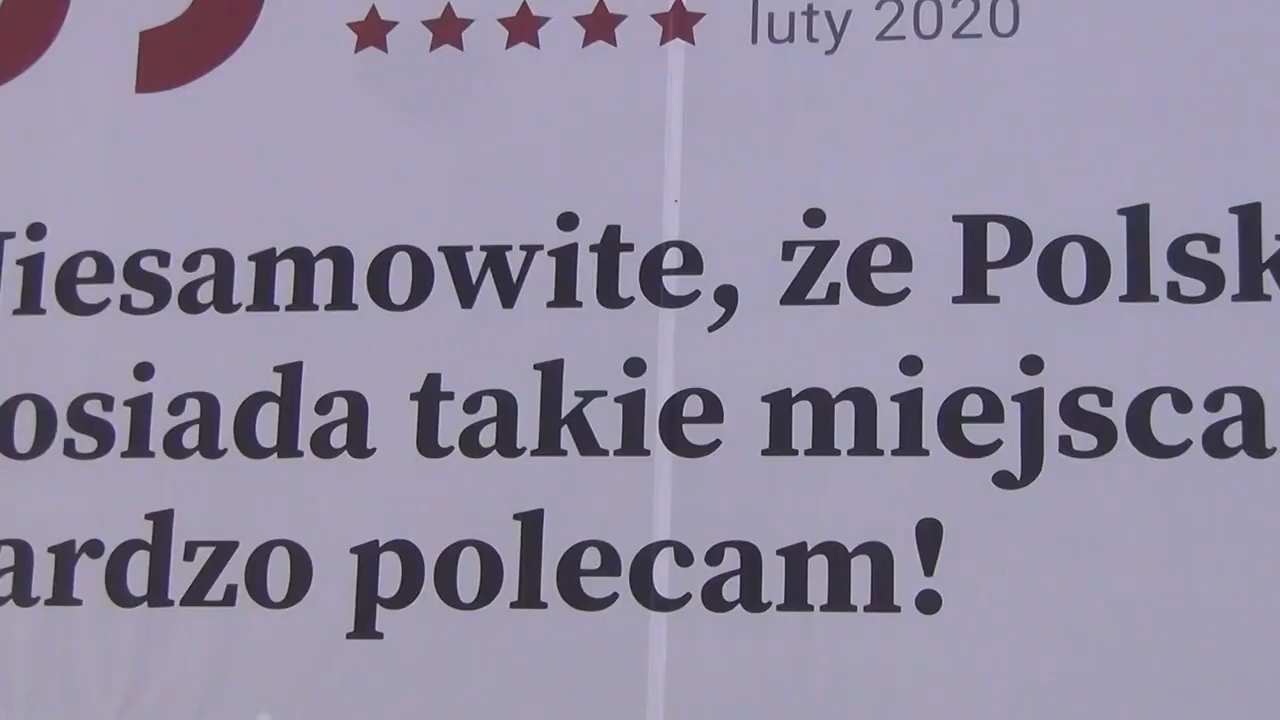 luty 2020
iesamowite, że Polsk
osiada takie miejsca
ardzo polecam!